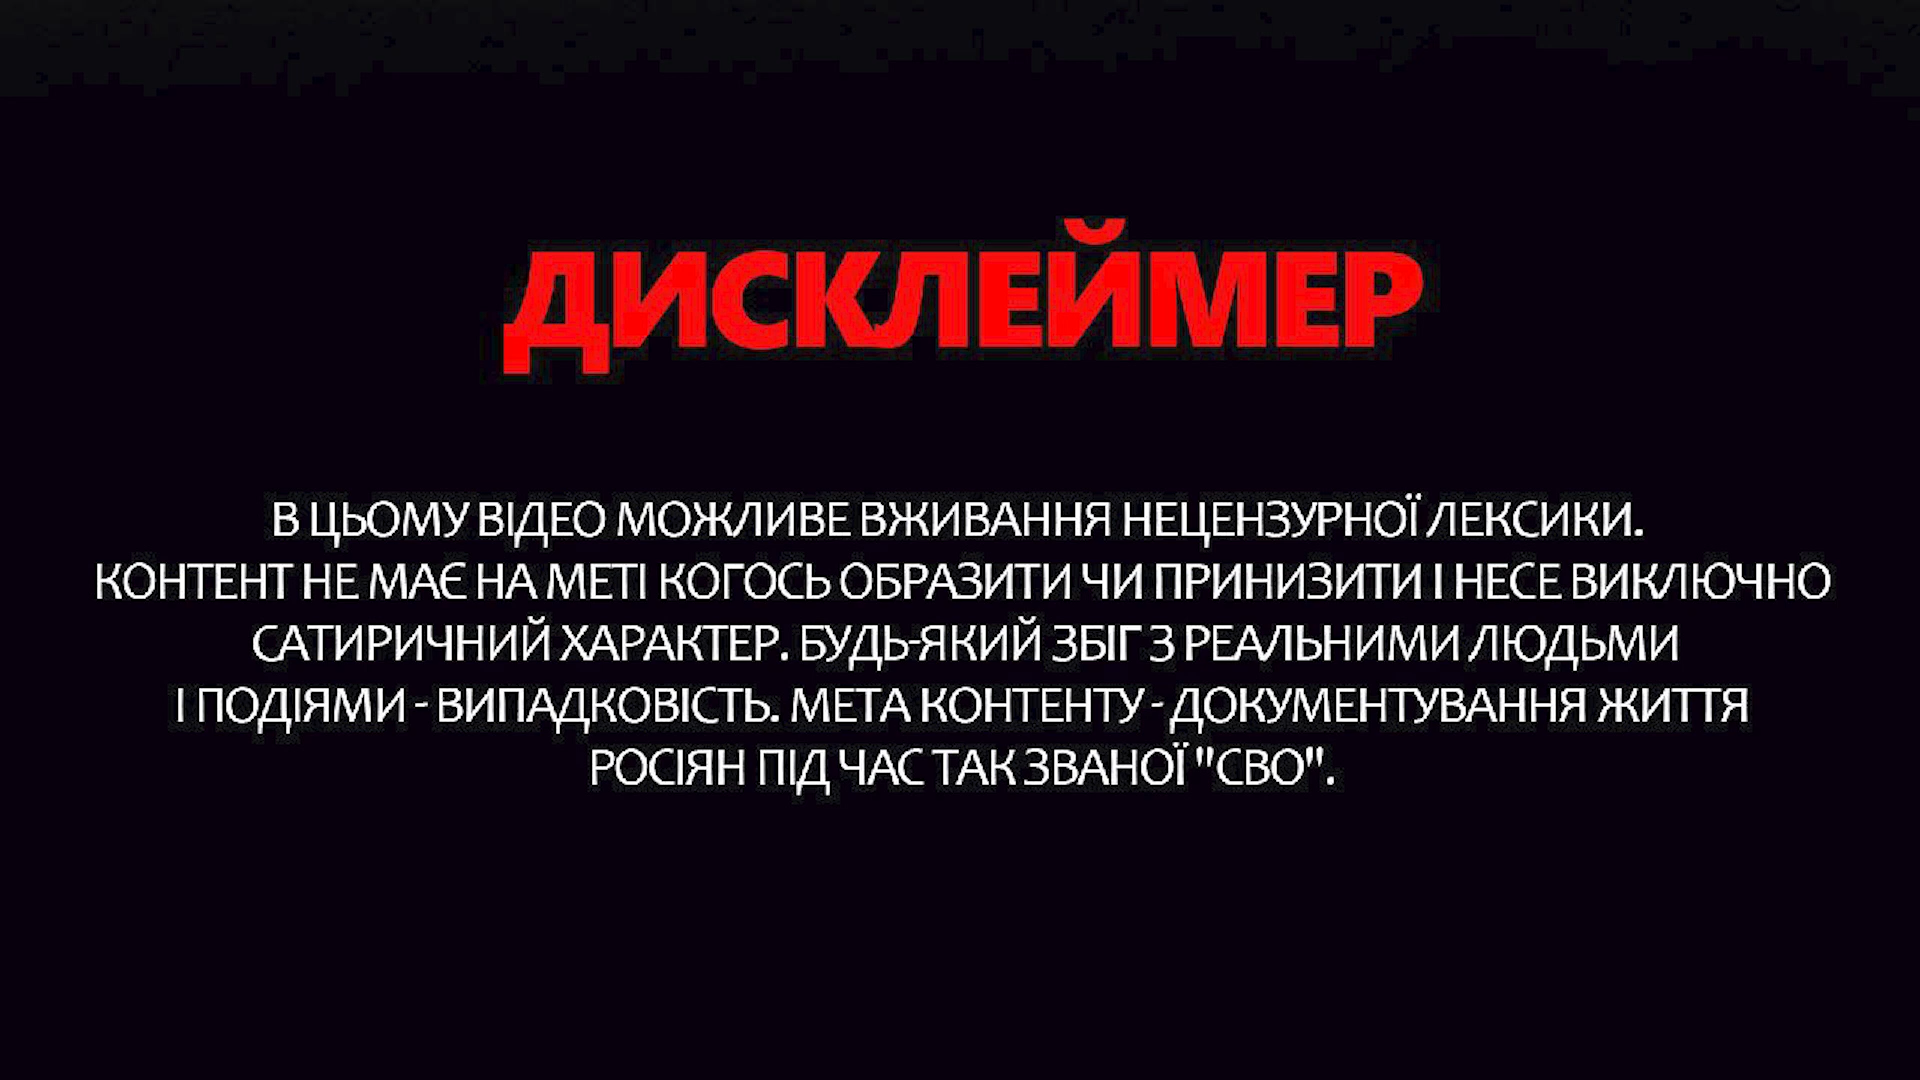 ДИСКЛЕЙМЕР
В ЦЬОМУ ВІДЕО МОЖЛИВЕ ВЖИВАННЯ НЕЦЕНЗУРНОЇ ЛЕКСИКИ.
КОНТЕНТ НЕ МАЄ НА МЕТІ КОГОСЬ ОБРАЗИТИ ЧИ ПРИНИЗИТИ І НЕСЕ ВИКЛЮЧНО
САТИРИЧНИЙ ХАРАКТЕР. БУДЬ-ЯКИЙ ЗБІГ З РЕАЛЬНИМИ ЛЮДЬМИ
І ПОДІЯМИ - ВИПАДКОВІСТЬ. МЕТА КОНТЕНТУ - ДОКУМЕНТУВАННЯ ЖИТТЯ
РОСІЯН ПІД ЧАС ТАК ЗВАНОЇ "СВО".